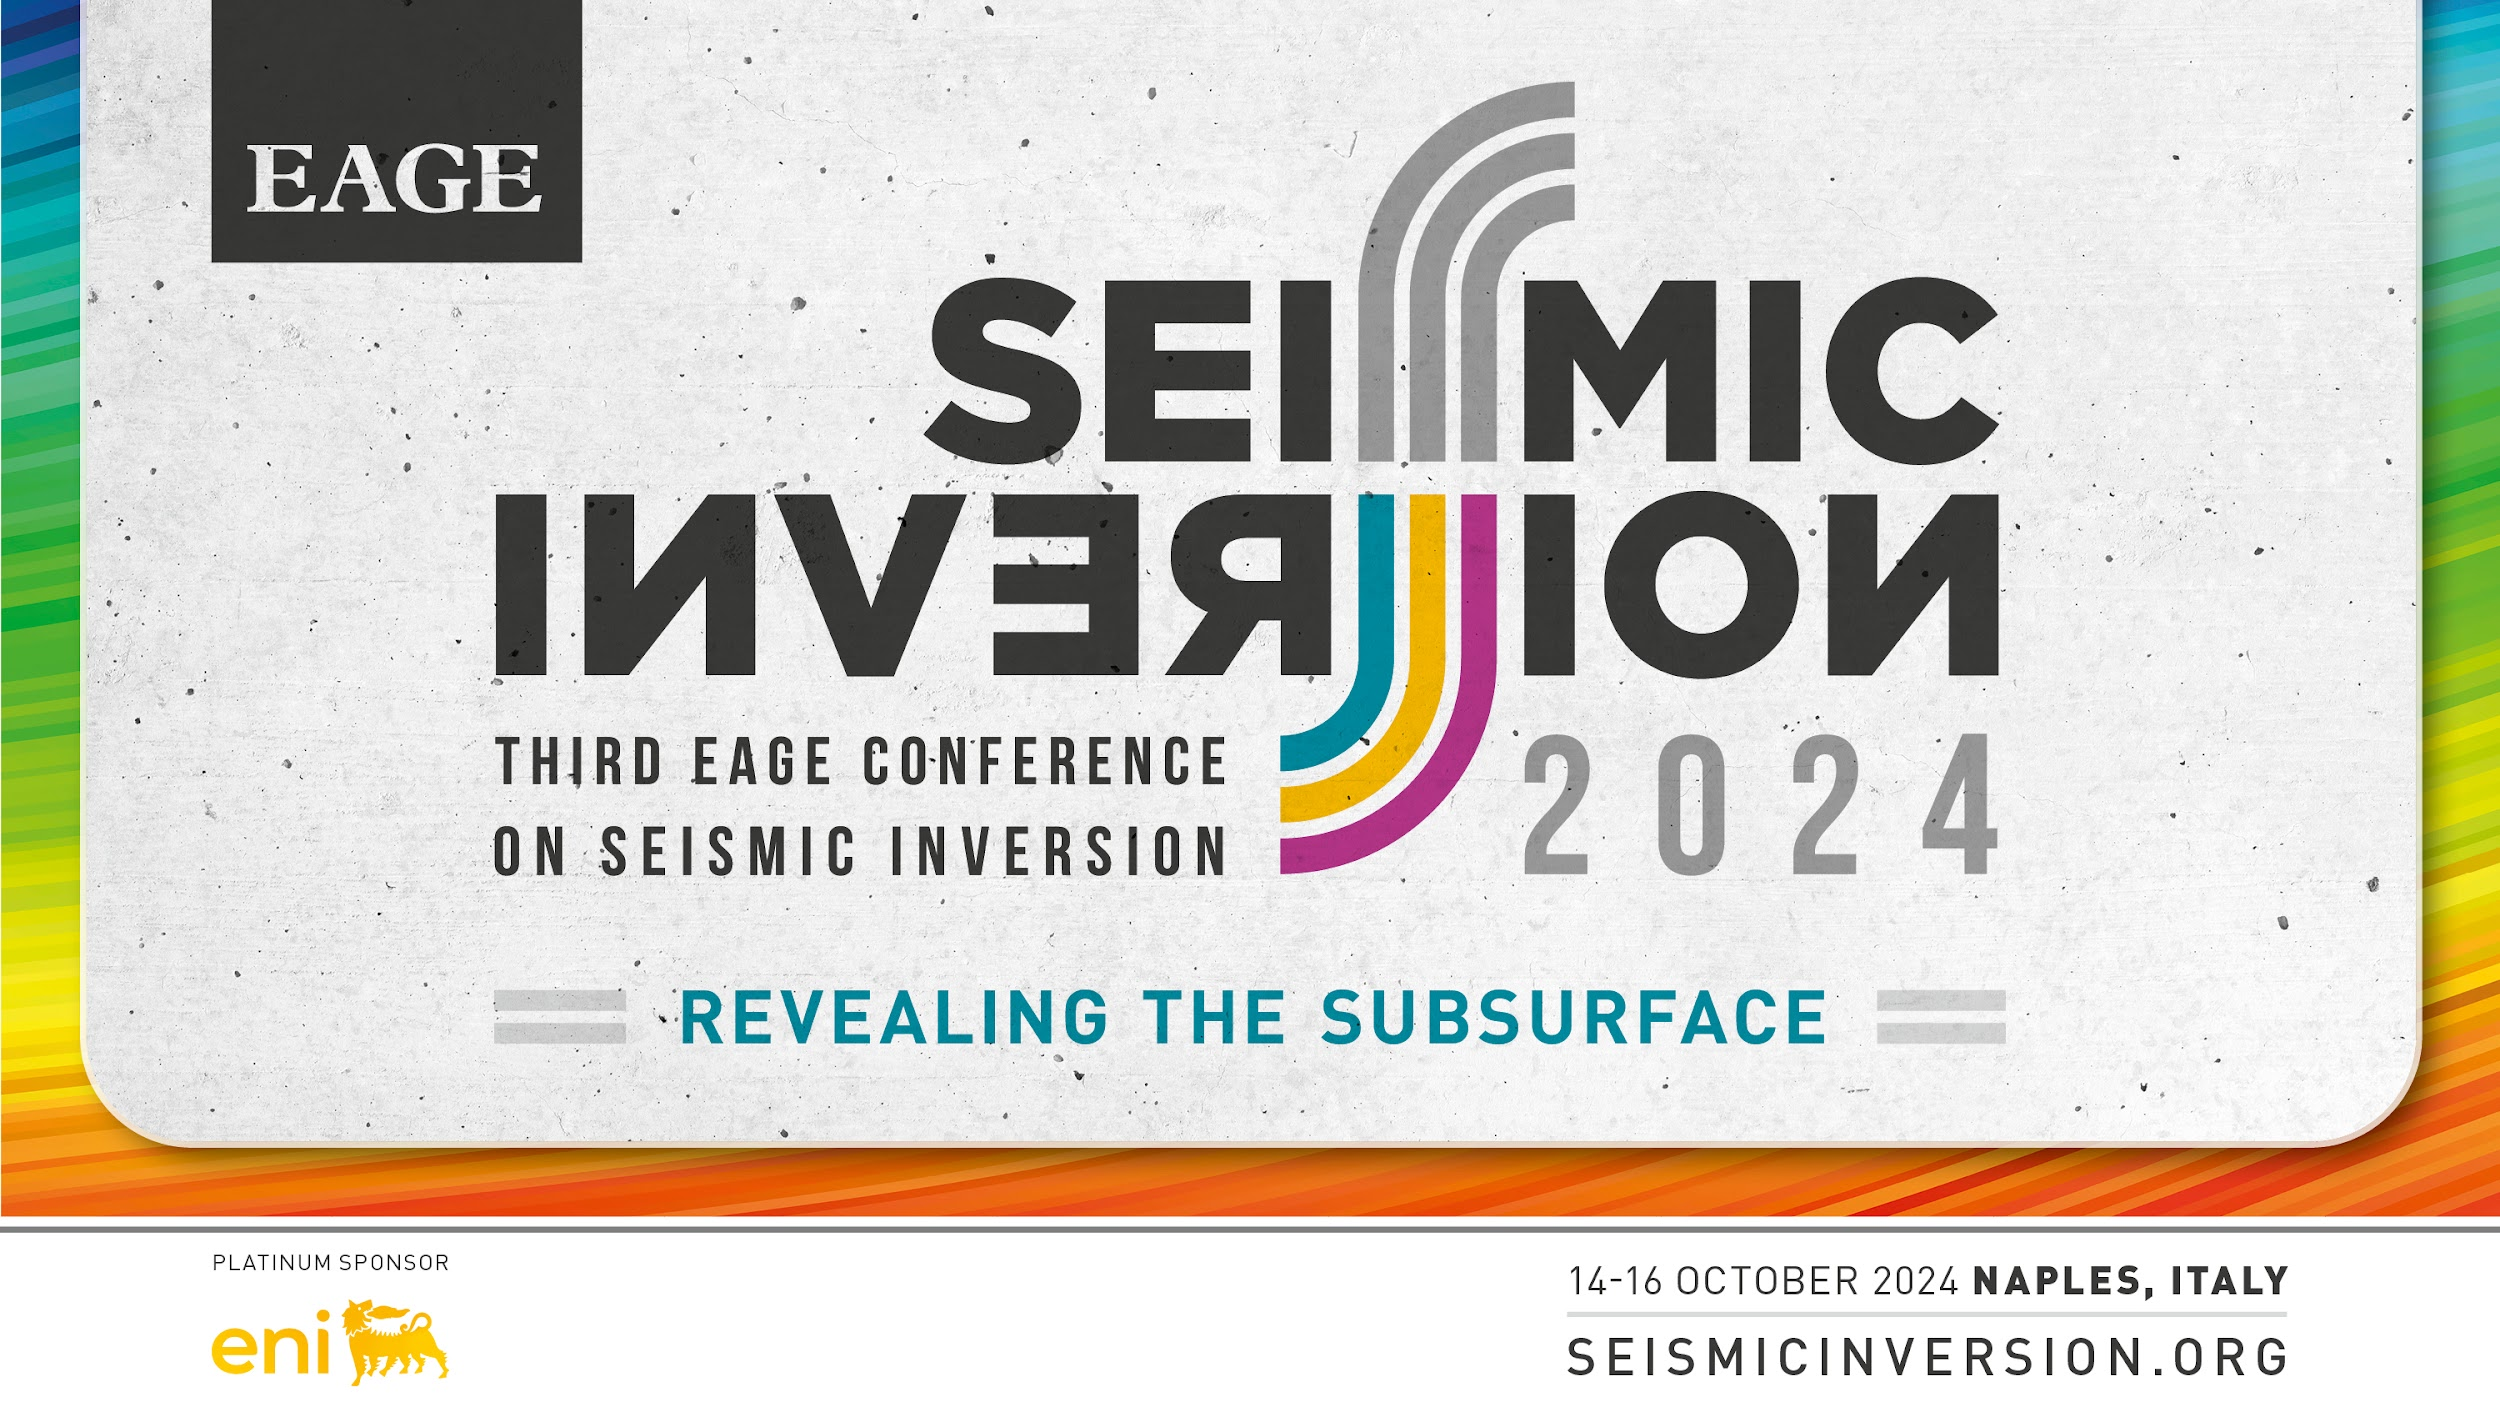 EAGE
SEISMIC
INVERSION
THIRD EAGE CONFERENCE
ON SEISMIC INVERSION
2024
REVEALING THE SUBSURFACE
PLATINUM SPONSOR
eni
14-16 OCTOBER 2024 NAPLES, ITALY
SEISMICINVERSION.ORG